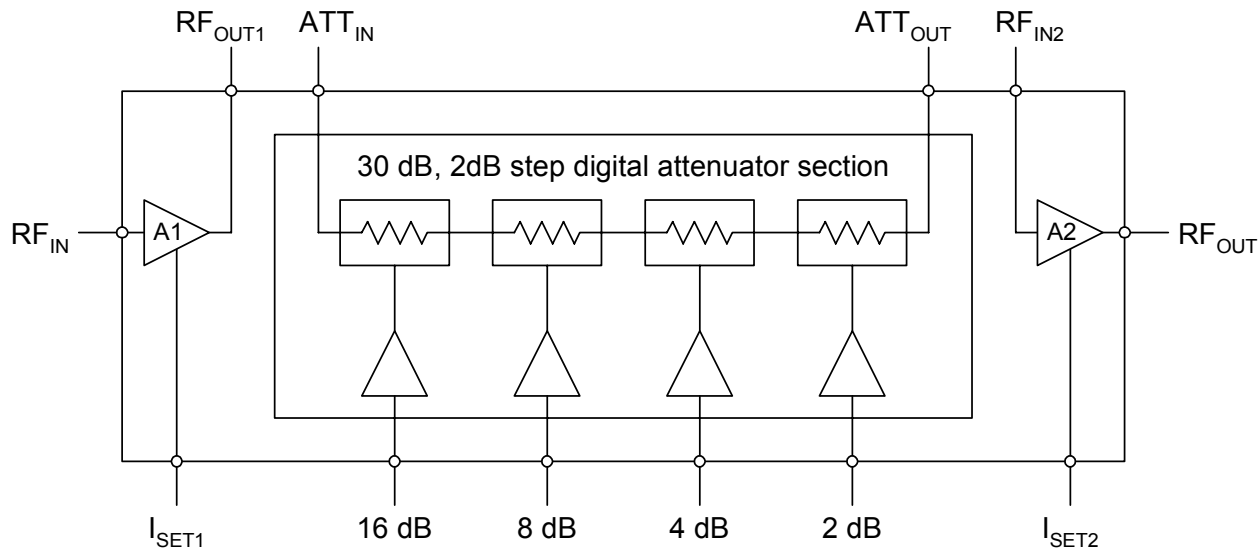 RF_OUT1 ATT_IN ATT_OUT RF_IN2
30 dB, 2dB step digital attenuator section
RF_IN A1 A2 RF_OUT
I_SET1 16 dB 8 dB 4 dB 2 dB I_SET2